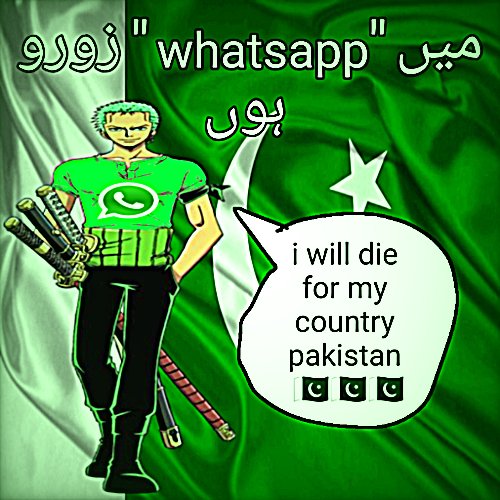 میں "whatsapp" زورو
ہوں
i will die
for my
country
pakistan
🇵🇰 🇵🇰 🇵🇰